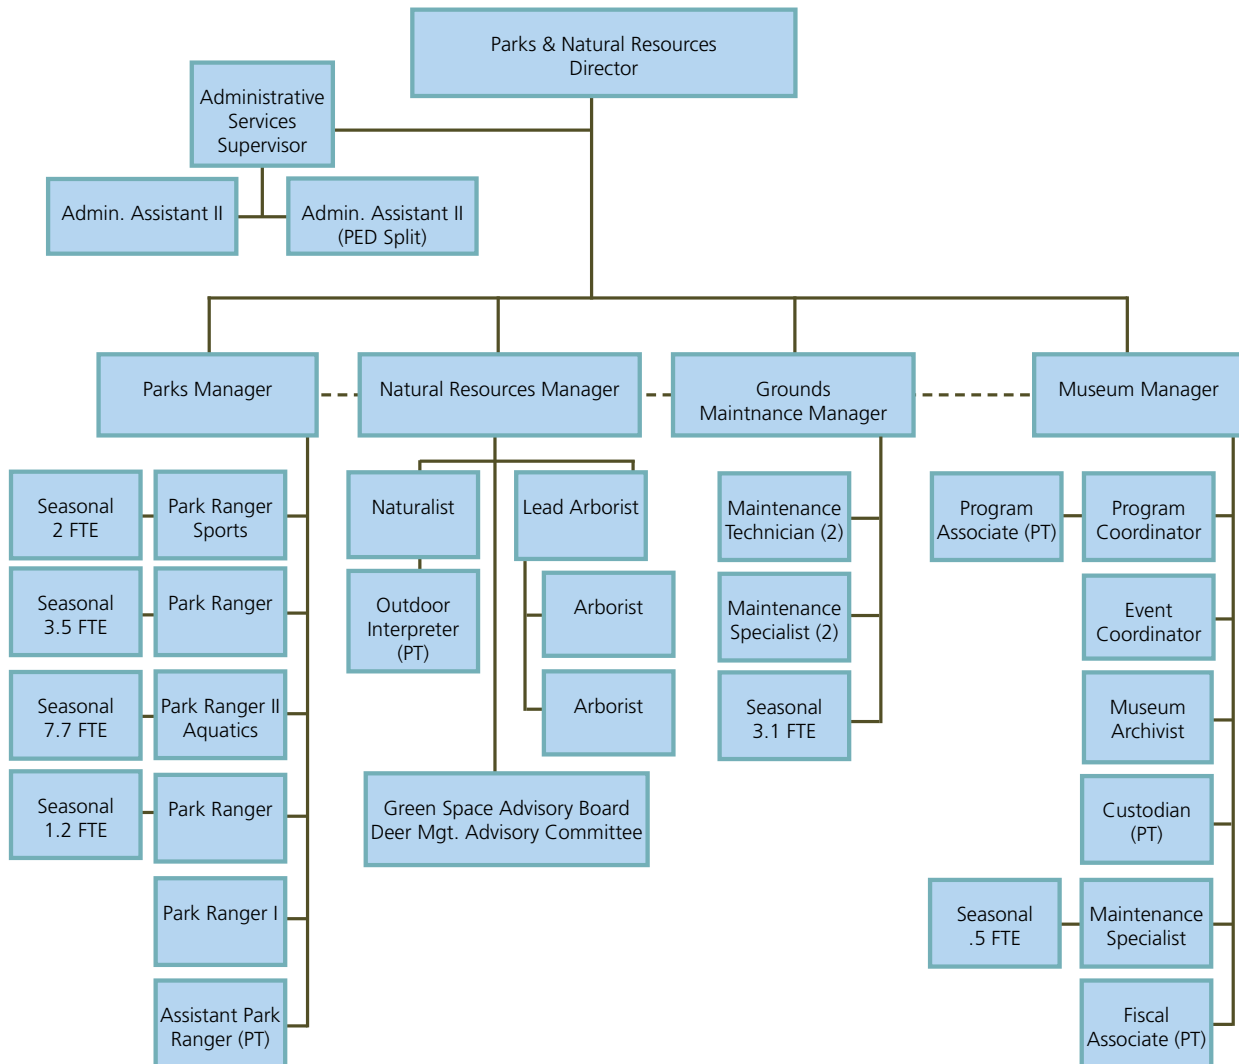 Parks & Natural Resources
Director
Administrative
Services
Supervisor
Admin. Assistant II
Admin. Assistant II
(PED Split)
Parks Manager
Natural Resources Manager
Grounds
Maintnance Manager
Museum Manager
Seasonal
2 FTE
Park Ranger
Sports
Seasonal
3.5 FTE
Park Ranger
Seasonal
7.7 FTE
Park Ranger II
Aquatics
Seasonal
1.2 FTE
Park Ranger
Park Ranger I
Assistant Park
Ranger (PT)
Naturalist
Outdoor
Interpreter
(PT)
Lead Arborist
Arborist
Arborist
Green Space Advisory Board
Deer Mgt. Advisory Committee
Maintenance
Technician (2)
Maintenance
Specialist (2)
Seasonal
3.1 FTE
Program
Associate (PT)
Program
Coordinator
Event
Coordinator
Museum
Archivist
Custodian
(PT)
Seasonal
.5 FTE
Maintenance
Specialist
Fiscal
Associate (PT)